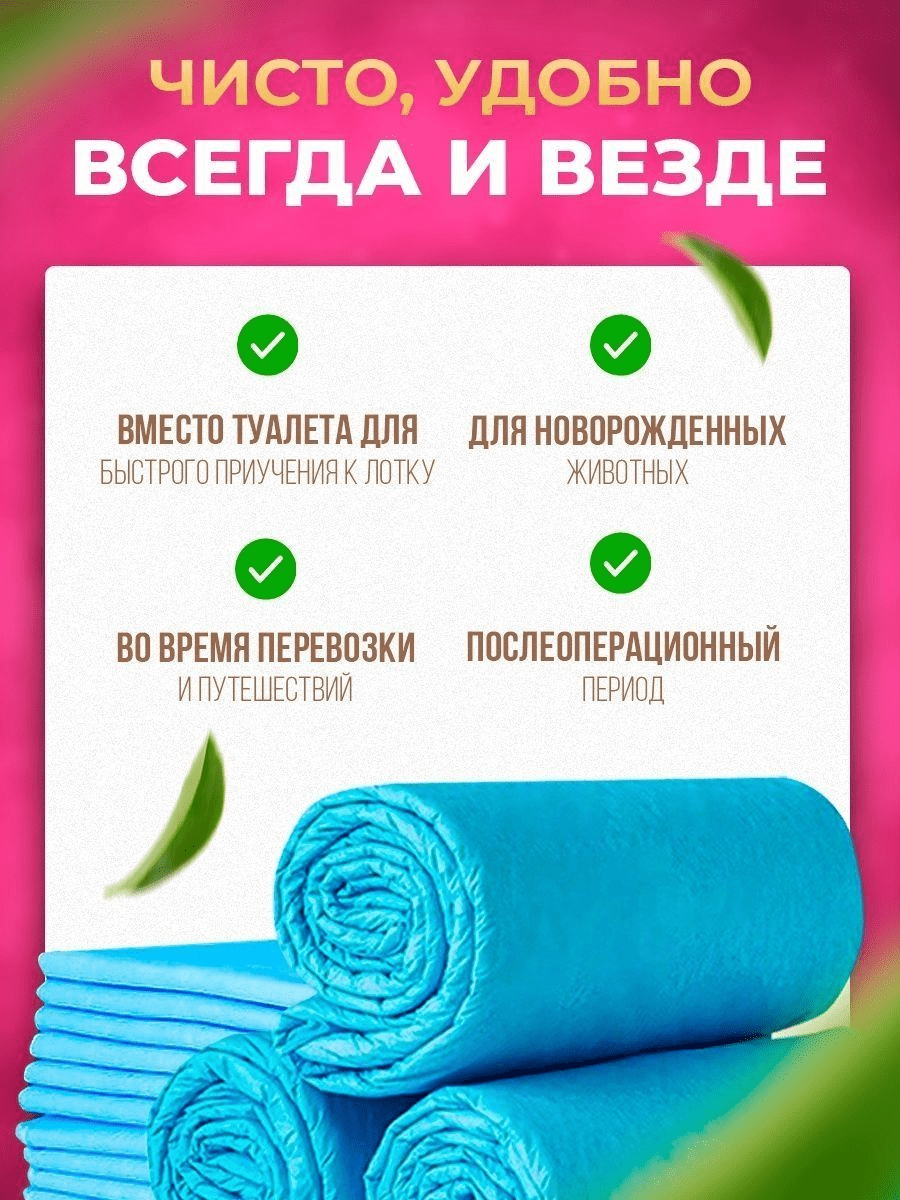 ЧИСТО, УДОБНО
ВСЕГДА И ВЕЗДЕ
ВМЕСТО ТУАЛЕТА ДЛЯ
БЫСТРОГО ПРИУЧЕНИЯ К ЛОТКУ
ДЛЯ НОВОРОЖДЕННЫХ
ЖИВОТНЫХ
ВО ВРЕМЯ ПЕРЕВОЗКИ
И ПУТЕШЕСТВИЙ
ПОСЛЕОПЕРАЦИОННЫЙ
ПЕРИОД